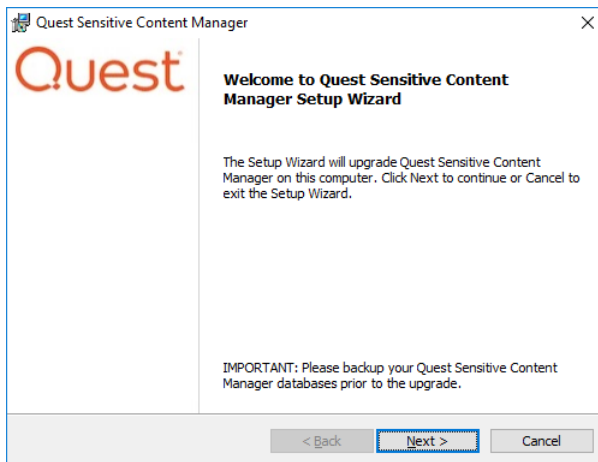 Quest Sensitive Content Manager
Quest
Welcome to Quest Sensitive Content
Manager Setup Wizard
The Setup Wizard will upgrade Quest Sensitive Content
Manager on this computer. Click Next to continue or Cancel to
exit the Setup Wizard.
IMPORTANT: Please backup your Quest Sensitive Content
Manager databases prior to the upgrade.
< Back Next > Cancel